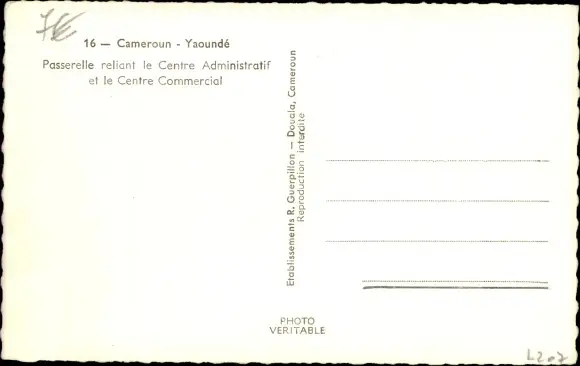 7€
16 — Cameroun - Yaoundé
Passerelle reliant le Centre Administratif
et le Centre Commercial
Etablissements R. Guerpillon — Douala, Cameroun
Reproduction interdite
PHOTO
VERITABLE
L207